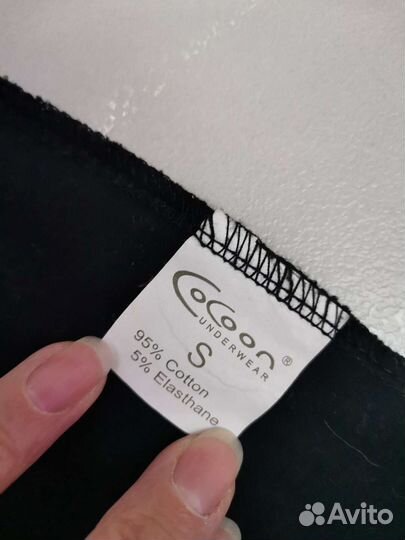 Cocoon®
UNDERWEAR
S
95% Cotton
5% Elasthane
Avito